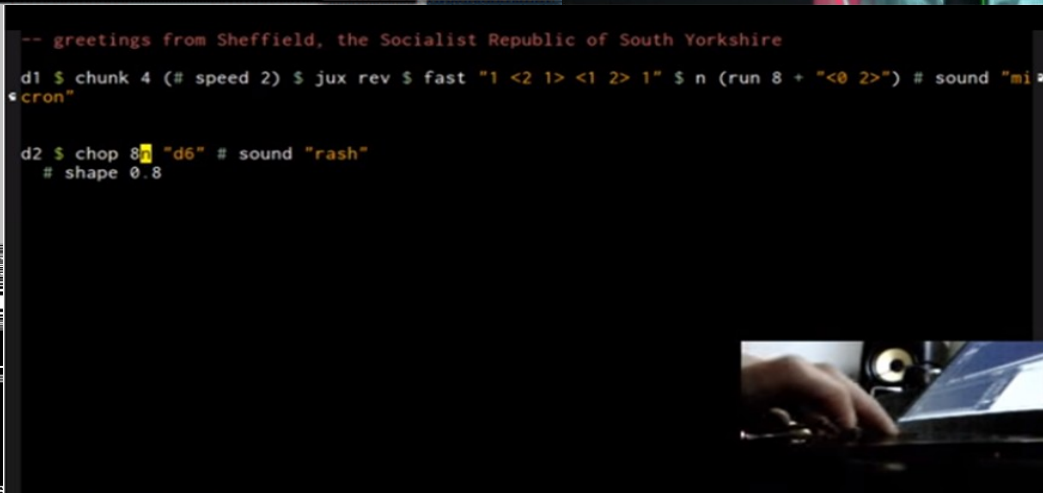 -- greetings from Sheffield, the Socialist Republic of South Yorkshire
d1 $ chunk 4 (# speed 2) $ jux rev $ fast "1 <2 1> <1 2> 1" $ n (run 8 + "<0 2>") # sound "mi
cron"
d2 $ chop 8n "d6" # sound "rash"
# shape 0.8